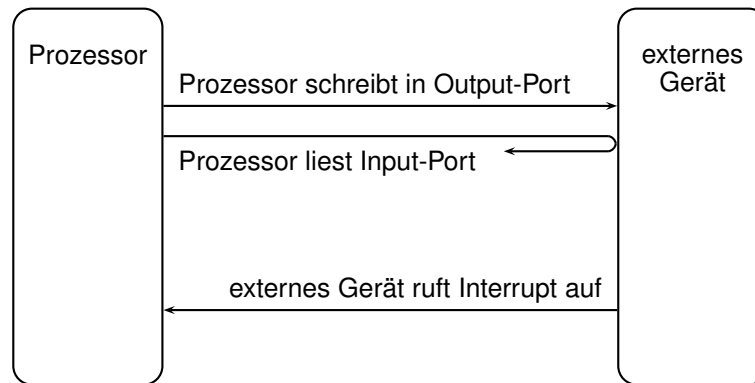 Prozessor
externes
Gerät
Prozessor schreibt in Output-Port
Prozessor liest Input-Port
externes Gerät ruft Interrupt auf